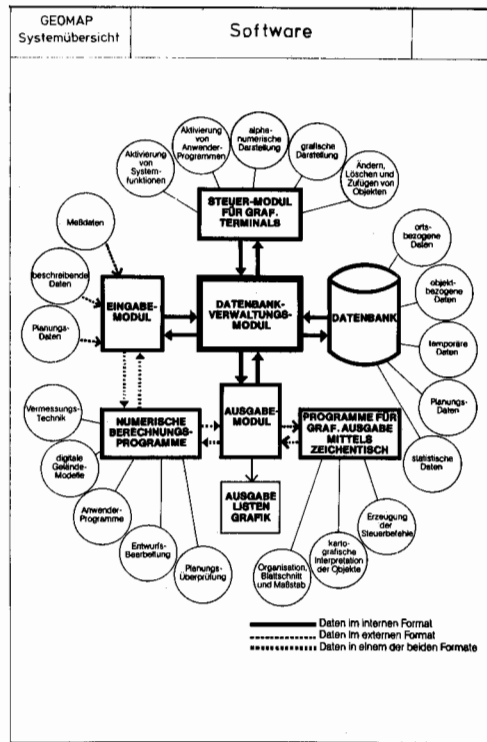 GEOMAP
Systemübersicht
Software
Aktivierung
von
System-
funktionen
Aktivierung
von
Anwender-
Programmen
alpha-
numerische
Darstellung
grafische
Darstellung
Ändern,
Löschen und
Zufügen von
Objekten
STEUER-MODUL
FÜR GRAF.
TERMINALS
Meßdaten
beschreibende
Daten
Planungs-
Daten
EINGABE-
MODUL
DATENBANK-
VERWALTUNGS-
MODUL
DATENBANK
orts-
bezogene
Daten
objekt-
bezogene
Daten
temporäre
Daten
Planungs-
Daten
statistische
Daten
NUMERISCHE
BERECHNUNGS-
PROGRAMME
AUSGABE-
MODUL
PROGRAMME FÜR
GRAF. AUSGABE
MITTELS
ZEICHENTISCH
AUSGABE
LISTEN
GRAFIK
Vermessungs-
Technik
digitale
Gelände-
Modelle
Anwender-
Programme
Entwurfs-
Bearbeitung
Planungs-
Überprüfung
Organisation,
Blattschnitt
und Maßstab
karto-
grafische
Interpretation
der Objekte
Erzeugung
der
Steuerbefehle
Daten im internen Format
Daten im externen Format
Daten in einem der beiden Formate